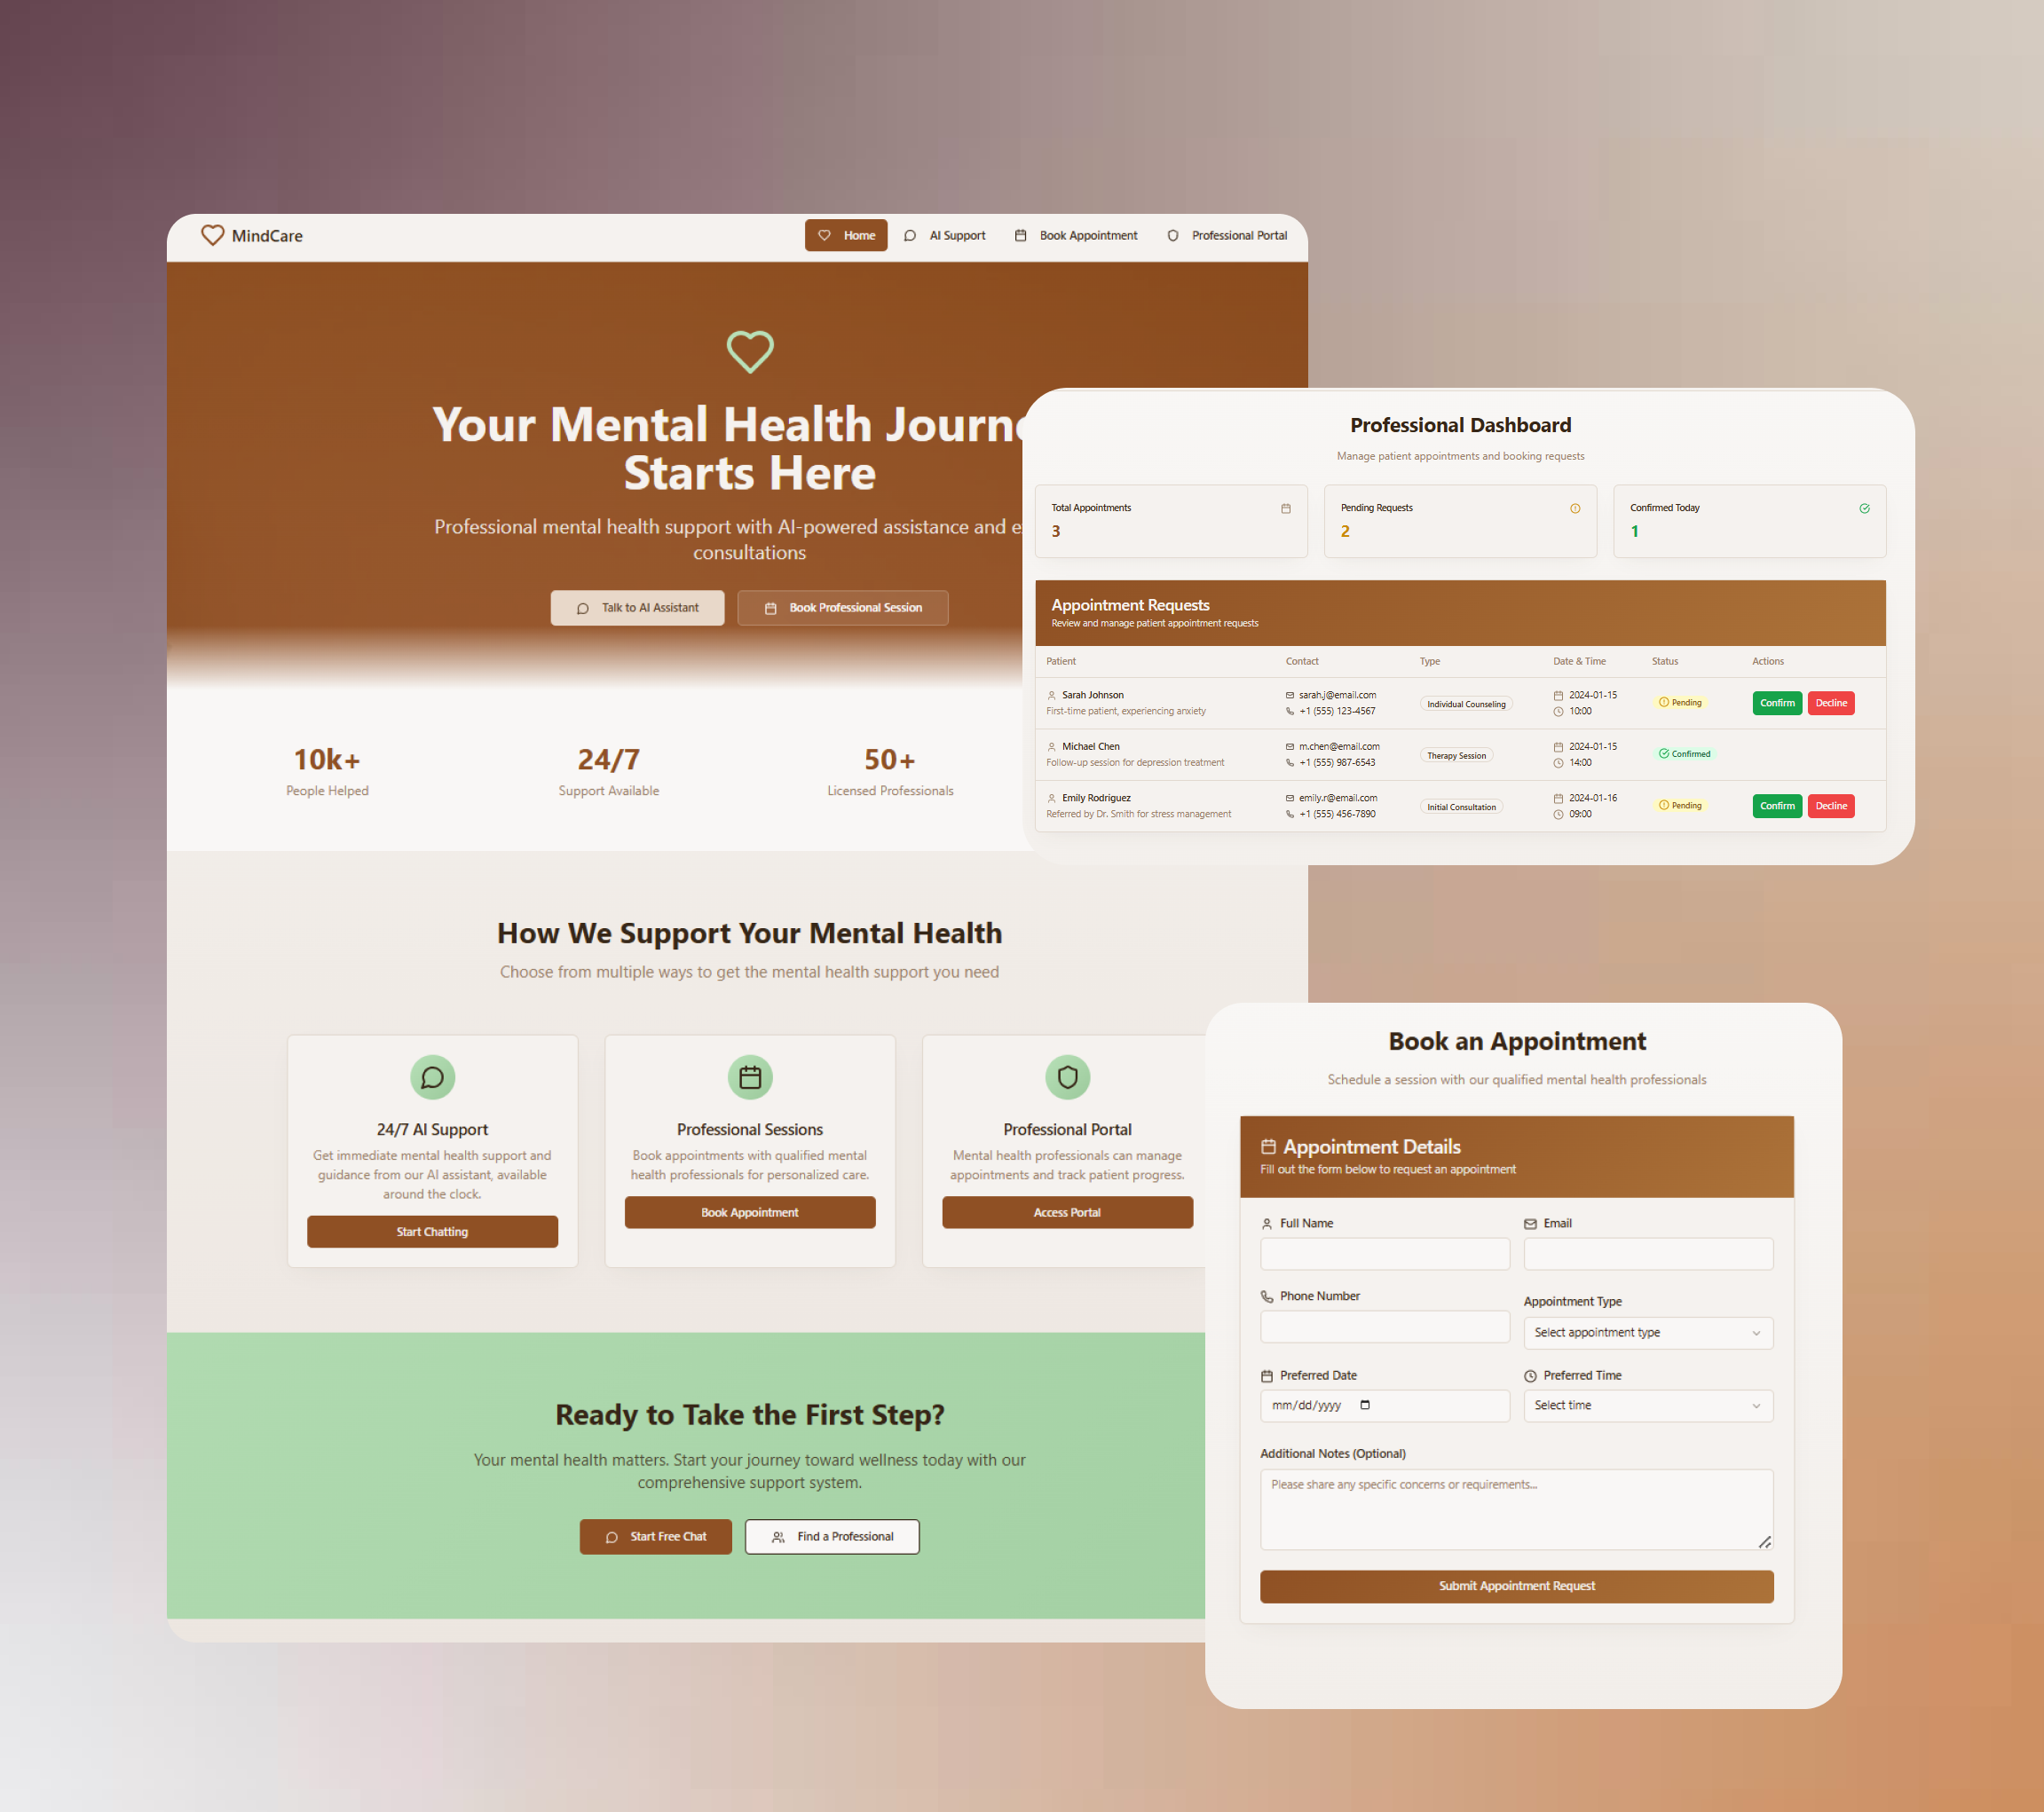 MindCare
Home
AI Support
Book Appointment
Professional Portal
Your Mental Health Journ
Starts Here
Professional mental health support with AI-powered assistance and e
consultations
Talk to AI Assistant
Book Professional Session
10k+
People Helped
24/7
Support Available
50+
Licensed Professionals
How We Support Your Mental Health
Choose from multiple ways to get the mental health support you need
24/7 AI Support
Get immediate mental health support and
guidance from our AI assistant, available
around the clock.
Start Chatting
Professional Sessions
Book appointments with qualified mental
health professionals for personalized care.
Book Appointment
Professional Portal
Mental health professionals can manage
appointments and track patient progress.
Access Portal
Ready to Take the First Step?
Your mental health matters. Start your journey toward wellness today with our
comprehensive support system.
Start Free Chat
Find a Professional
Professional Dashboard
Manage patient appointments and booking requests
Total Appointments
3
Pending Requests
2
Confirmed Today
1
Appointment Requests
Review and manage patient appointment requests
Patient Contact Type Date & Time Status Actions
Sarah Johnson sarah.j@email.com 2024-01-15
Individual Counseling Pending Confirm Decline
First-time patient, experiencing anxiety +1 (555) 123-4567 10:00
Michael Chen m.chen@email.com 2024-01-15
Therapy Session Confirmed
Follow-up session for depression treatment +1 (555) 987-6543 14:00
Emily Rodriguez emily.r@email.com 2024-01-16
Initial Consultation Pending Confirm Decline
Referred by Dr. Smith for stress management +1 (555) 456-7890 09:00
Book an Appointment
Schedule a session with our qualified mental health professionals
Appointment Details
Fill out the form below to request an appointment
Full Name
Email
Phone Number
Appointment Type
Select appointment type
Preferred Date
mm/dd/yyyy
Preferred Time
Select time
Additional Notes (Optional)
Please share any specific concerns or requirements...
Submit Appointment Request